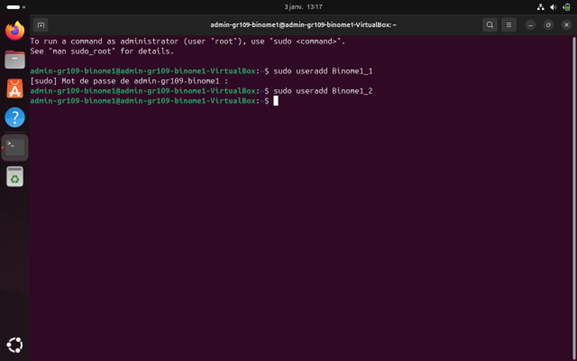 3 janv. 13:17
admin-gr109-binome1@admin-gr109-binome1-VirtualBox: ~
To run a command as administrator (user "root"), use "sudo <command>".
See "man sudo_root" for details.
admin-gr109-binome1@admin-gr109-binome1-VirtualBox:~$ sudo useradd Binome1_1
[sudo] Mot de passe de admin-gr109-binome1 :
admin-gr109-binome1@admin-gr109-binome1-VirtualBox:~$ sudo useradd Binome1_2
admin-gr109-binome1@admin-gr109-binome1-VirtualBox:~$